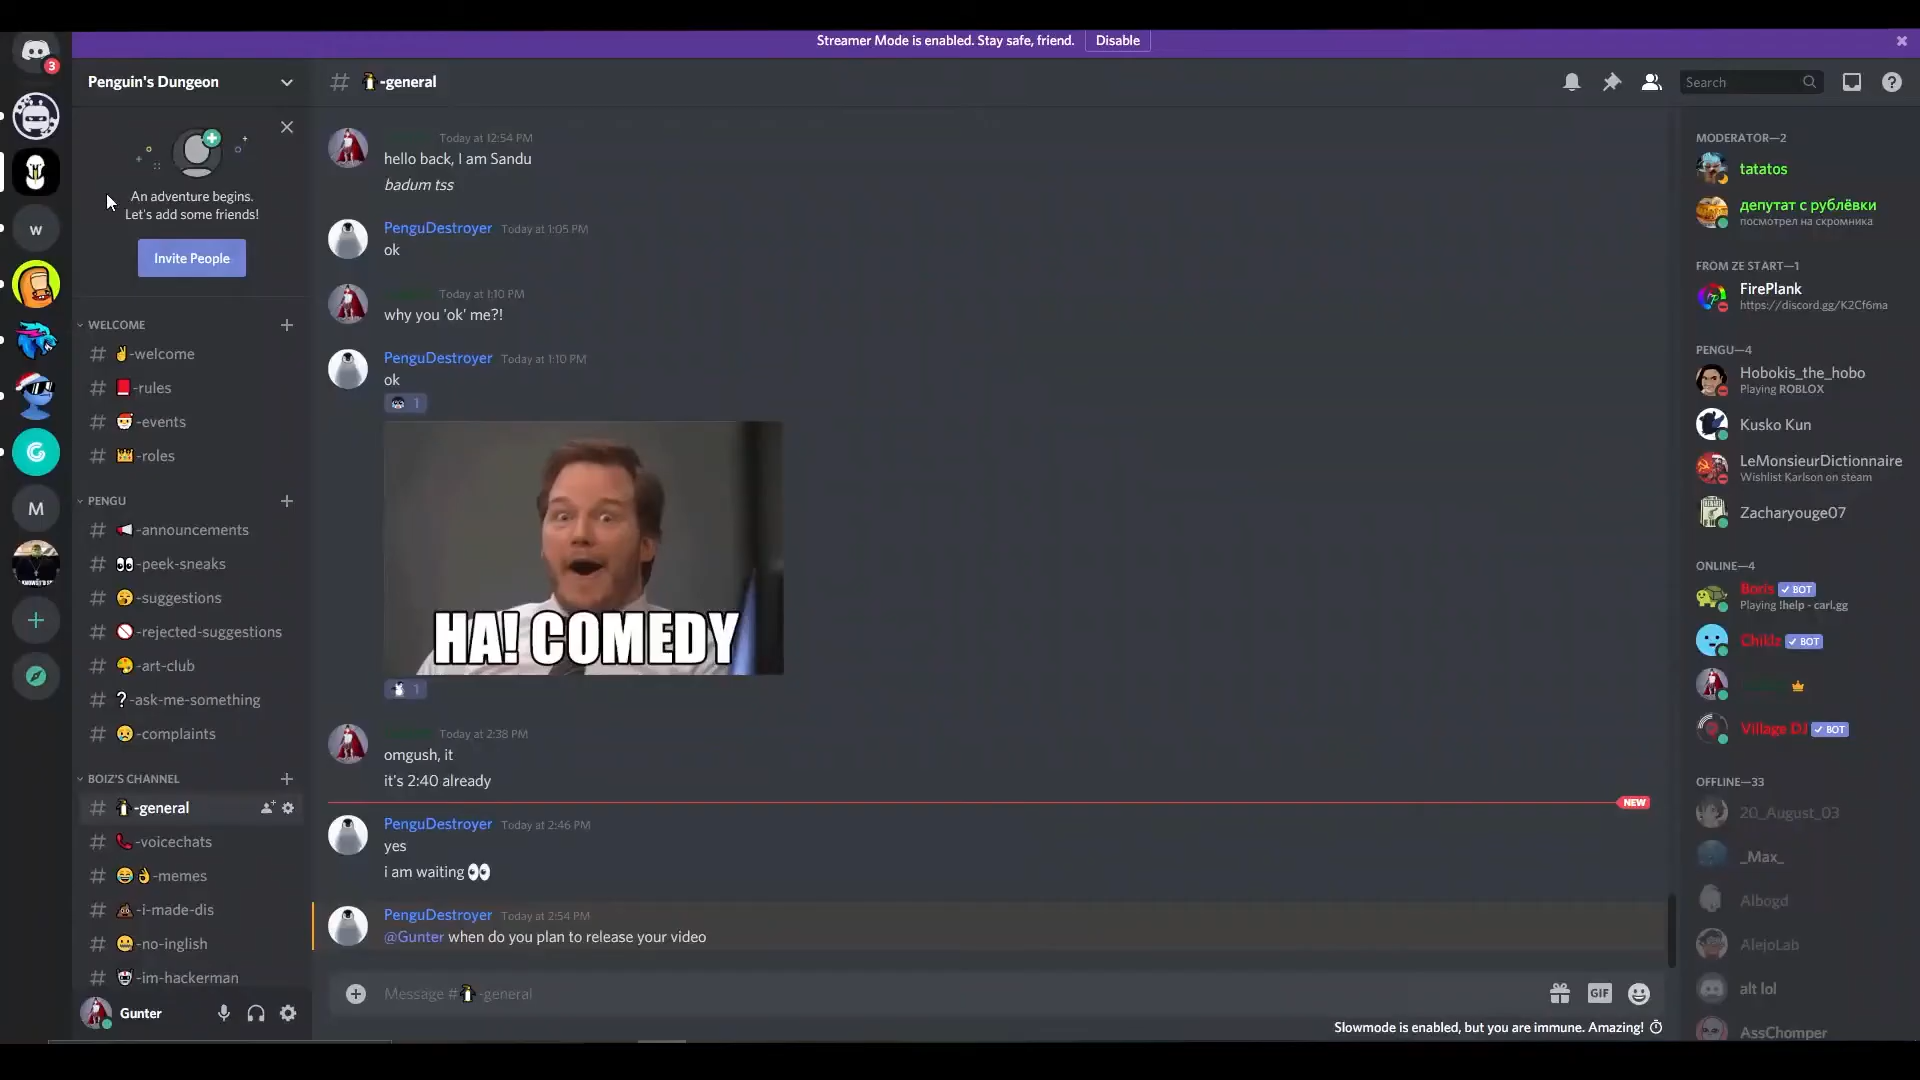 Streamer Mode is enabled. Stay safe, friend. Disable
3
Penguin's Dungeon
-general
Search
An adventure begins.
Let's add some friends!
Invite People
WELCOME
-welcome
-rules
-events
-roles
PENGU
-announcements
-peek-sneaks
-suggestions
-rejected-suggestions
-art-club
-ask-me-something
-complaints
BOIZ'S CHANNEL
-general
-voicechats
-memes
-i-made-dis
-no-inglish
-im-hackerman
Gunter
W
M
Today at 12:54 PM
hello back, I am Sandu
badum tss
PenguDestroyer Today at 1:05 PM
ok
Today at 1:10 PM
why you 'ok' me?!
PenguDestroyer Today at 1:10 PM
ok
1
HA! COMEDY
1
Today at 2:38 PM
omgush, it
it's 2:40 already
NEW
PenguDestroyer Today at 2:46 PM
yes
i am waiting
PenguDestroyer Today at 2:54 PM
@Gunter when do you plan to release your video
Message # -general
GIF
Slowmode is enabled, but you are immune. Amazing!
MODERATOR—2
tatatos
депутат с рублёвки
посмотрел на скромника
FROM ZE START—1
FirePlank
https://discord.gg/K2Cf6ma
PENGU—4
Hobokis_the_hobo
Playing ROBLOX
Kusko Kun
LeMonsieurDictionnaire
Wishlist Karlson on steam
Zacharyouge07
ONLINE—4
Boris BOT
Playing !help - carl.gg
Chiklz BOT
Village DJ BOT
OFFLINE—33
20_August_03
_Max_
Albogd
AlejoLab
alt lol
AssChomper